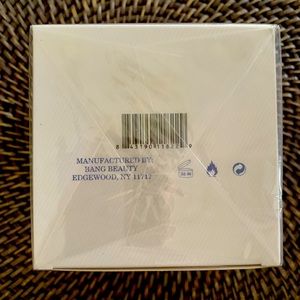 MANUFACTURED BY:
BANG BEAUTY
EDGEWOOD, NY 11717